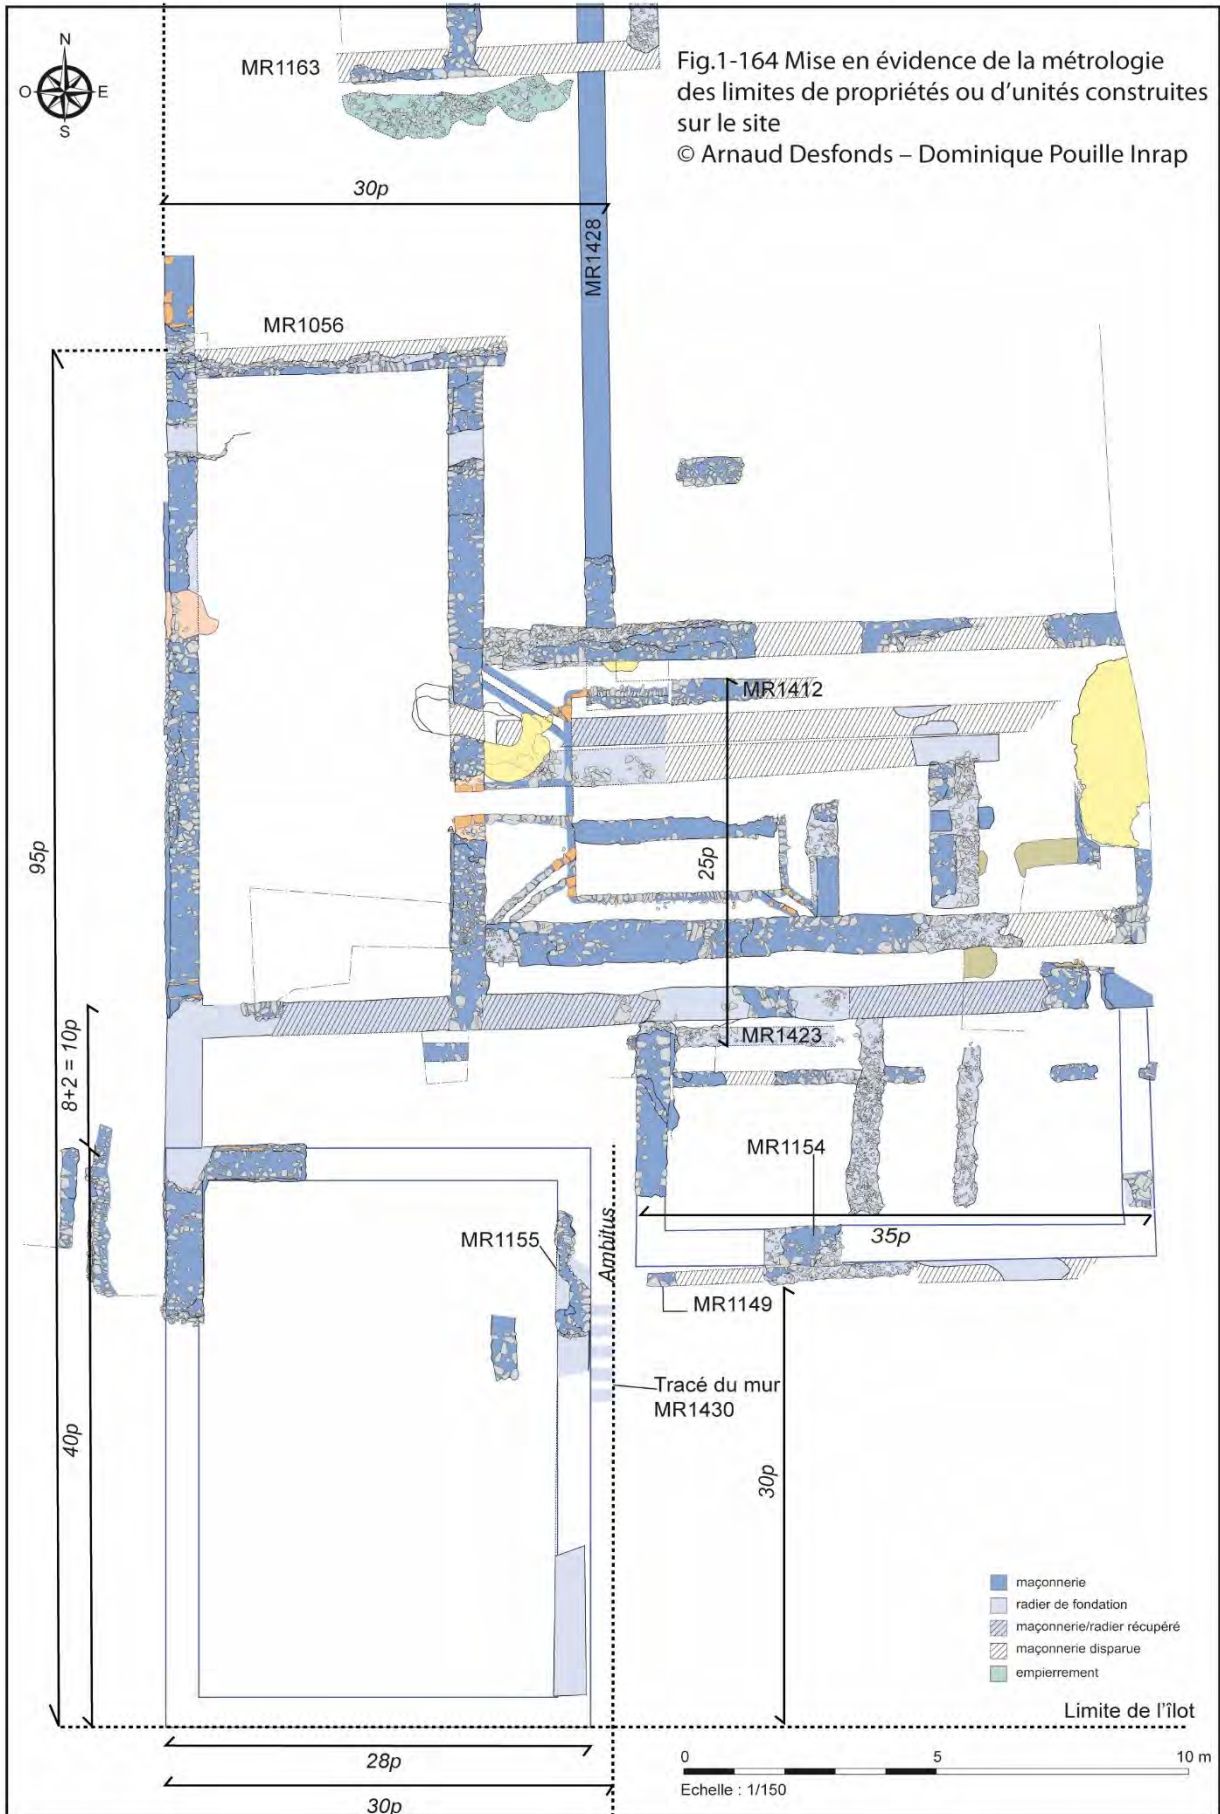 N
O
E
S
MR1163
Fig.1-164 Mise en évidence de la métrologie
des limites de propriétés ou d'unités construites
sur le site
© Arnaud Desfonds – Dominique Pouille Inrap
30p
MR1428
MR1056
MR1412
95p
25p
8+2 = 10p
MR1423
MR1154
35p
MR1155
Ambitus
MR1149
Tracé du mur
MR1430
40p
30p
maçonnerie
radier de fondation
maçonnerie/radier récupéré
maçonnerie disparue
empierrement
Limite de l'îlot
28p
30p
0 5 10 m
Echelle : 1/150